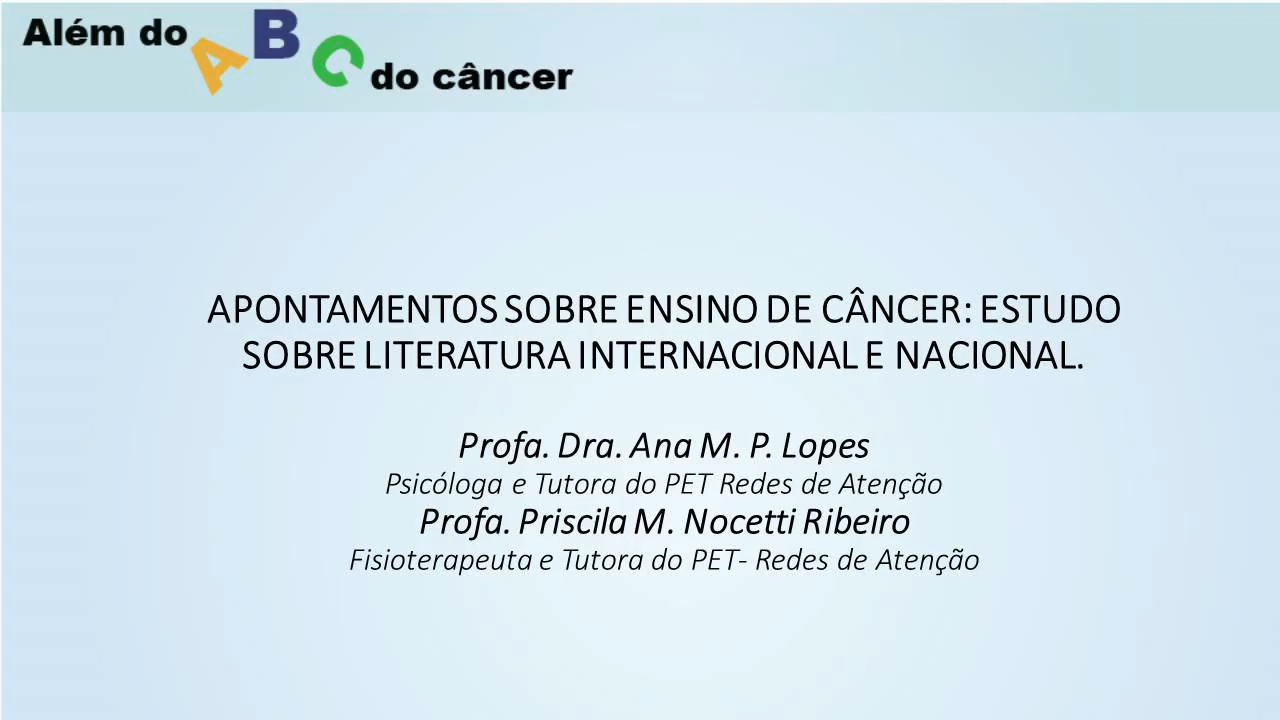 Além do ABC do câncer
APONTAMENTOS SOBRE ENSINO DE CÂNCER: ESTUDO
SOBRE LITERATURA INTERNACIONAL E NACIONAL.
Profa. Dra. Ana M. P. Lopes
Psicóloga e Tutora do PET Redes de Atenção
Profa. Priscila M. Nocetti Ribeiro
Fisioterapeuta e Tutora do PET- Redes de Atenção